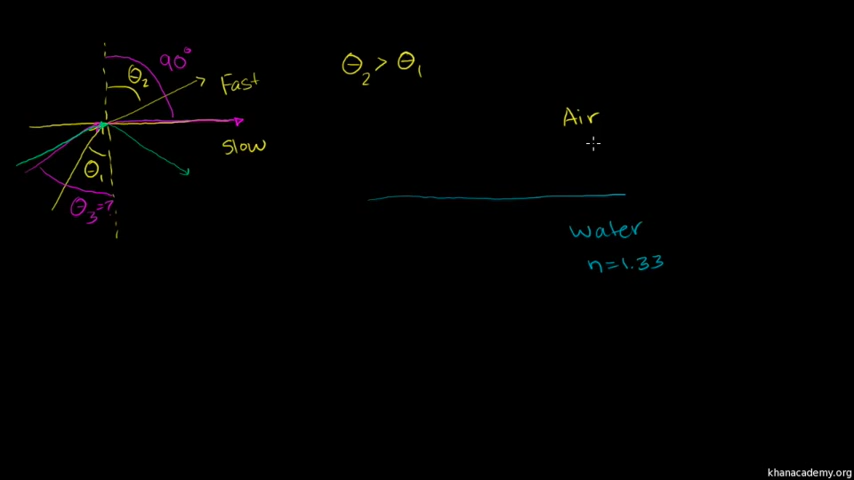 90°
θ₂
Fast
slow
θ₁
θ₃=?
θ₂ > θ₁
Air
water
n=1.33
khanacademy.org